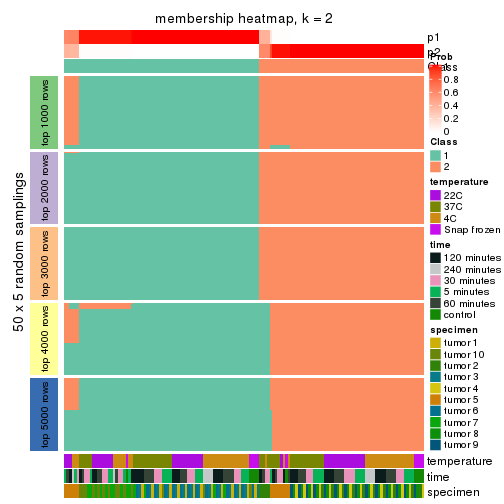 membership heatmap, k = 2
p1
p2
Class
Prob
0.8
0.6
0.4
0.2
0
Class
1
2
temperature
22C
37C
4C
Snap frozen
time
120 minutes
240 minutes
30 minutes
5 minutes
60 minutes
control
specimen
tumor 1
tumor 10
tumor 2
tumor 3
tumor 4
tumor 5
tumor 6
tumor 7
tumor 8
tumor 9
50 x 5 random samplings
top 1000 rows
top 2000 rows
top 3000 rows
top 4000 rows
top 5000 rows
temperature
time
specimen